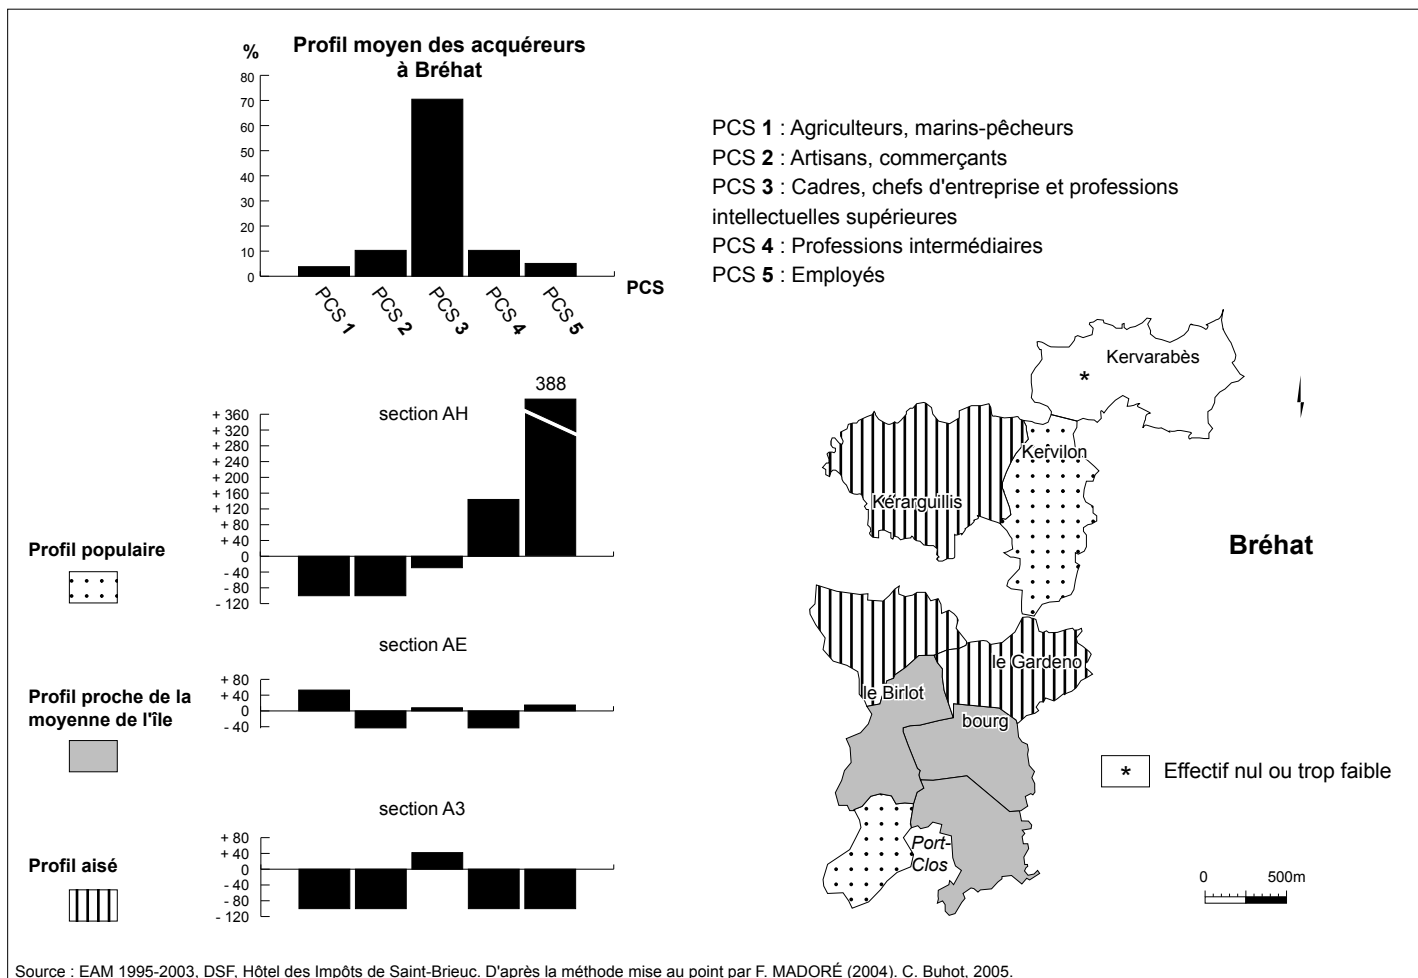 Profil moyen des acquéreurs
à Bréhat
%
80
70
60
50
40
30
20
10
0
PCS 1
PCS 2
PCS 3
PCS 4
PCS 5
PCS
PCS 1 : Agriculteurs, marins-pêcheurs
PCS 2 : Artisans, commerçants
PCS 3 : Cadres, chefs d'entreprise et professions
intellectuelles supérieures
PCS 4 : Professions intermédiaires
PCS 5 : Employés
section AH
388
+ 360
+ 320
+ 280
+ 240
+ 200
+ 160
+ 120
+ 80
+ 40
0
- 40
- 80
- 120
Profil populaire
section AE
+ 80
+ 40
0
- 40
Profil proche de la
moyenne de l'île
section A3
+ 80
+ 40
0
- 40
- 80
- 120
Profil aisé
Kervarabès
*
Kervilon
Kérarguillis
Bréhat
le Gardeno
le Birlot
bourg
Port-
Clos
* Effectif nul ou trop faible
0 500m
Source : EAM 1995-2003, DSF, Hôtel des Impôts de Saint-Brieuc. D'après la méthode mise au point par F. MADORÉ (2004). C. Buhot, 2005.